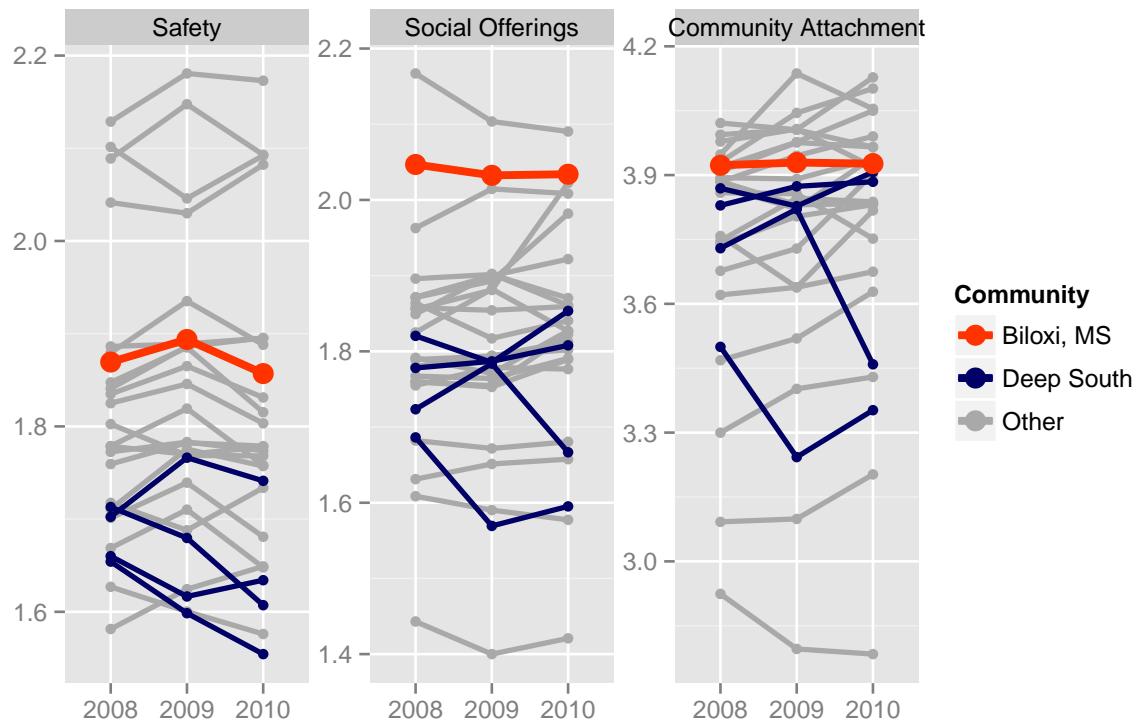 Safety
Social Offerings
Community Attachment
2.2
2.0
1.8
1.6
2.2
2.0
1.8
1.6
1.4
4.2
3.9
3.6
3.3
3.0
2008 2009 2010
2008 2009 2010
2008 2009 2010
Community
Biloxi, MS
Deep South
Other